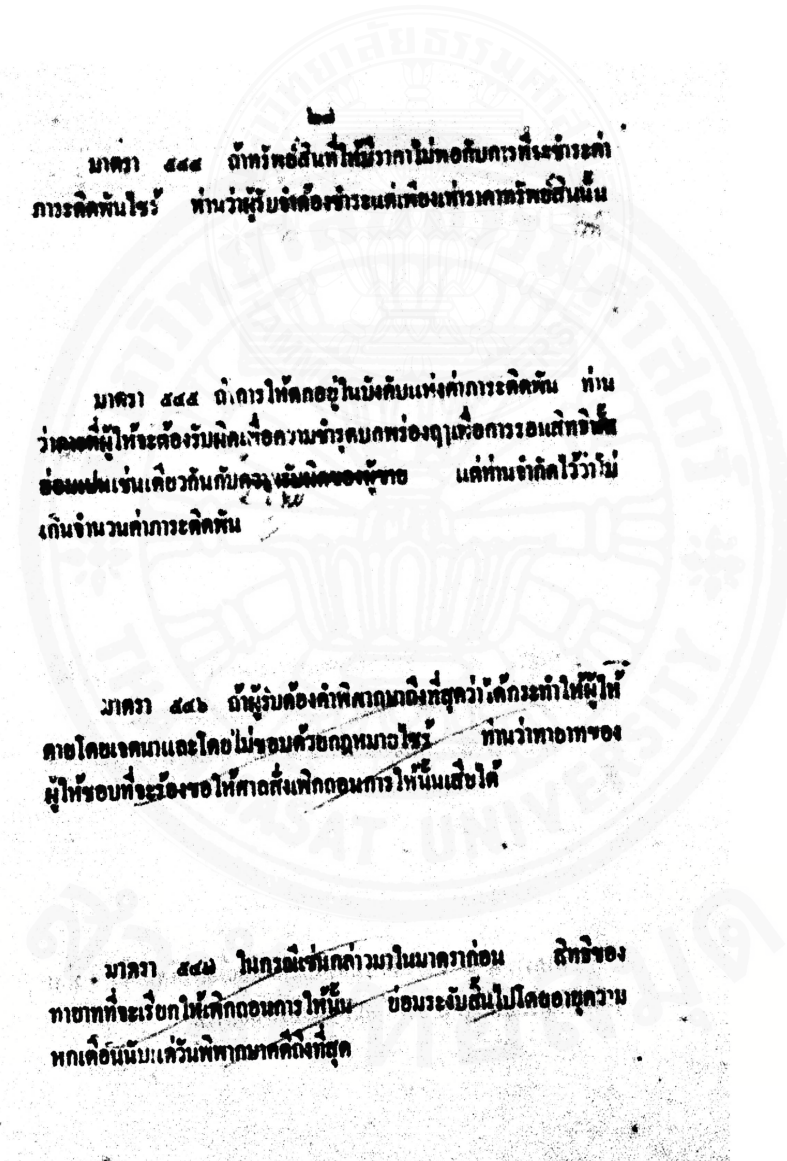 ๒๗
มาตรา ๕๔๔ ถ้าทรัพย์สินที่ให้มีราคาไม่พอกับการที่จะชำระค่า
ภาระติดพันไซร้ ท่านว่าผู้รับจำต้องชำระแต่เพียงเท่าราคาทรัพย์สินนั้น
มาตรา ๕๔๕ ถ้าการให้ตกอยู่ในบังคับแห่งค่าภาระติดพัน ท่าน
ว่า ที่ผู้ให้จะต้องรับผิดเพื่อความชำรุดบกพร่องฤๅเพื่อการรอนสิทธินั้น
เช่นเดียวกันกับ รับผิดของผู้ขาย แต่ท่านจำกัดไว้ว่าไม่
เกินจำนวนค่าภาระติดพัน
มาตรา ๕๔๖ ถ้าผู้รับต้องคำพิพากษาถึงที่สุดว่าได้กระทำให้ผู้ให้
ตายโดยเจตนาและโดยไม่ชอบด้วยกฎหมายไซร้ ท่านว่าทายาทของ
ผู้ให้ชอบที่จะร้องขอให้ศาลสั่งเพิกถอนการให้นั้นเสียได้
มาตรา ๕๔๗ ในกรณีเช่นกล่าวมาในมาตราก่อน สิทธิของ
ทายาทที่จะเรียกให้เพิกถอนการให้นั้น ย่อมระงับสิ้นไปโดยอายุความ
หกเดือนนับแต่วันพิพากษาคดีถึงที่สุด
THAMMASAT UNIVERSITY